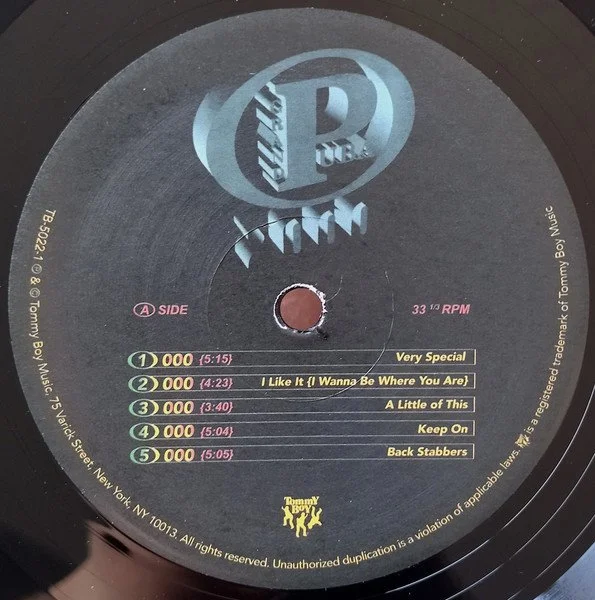 P
UBA
A SIDE
33 1/3 RPM
1 000 {5:15} Very Special
2 000 {4:23} I Like It {I Wanna Be Where You Are}
3 000 {3:40} A Little of This
4 000 {5:04} Keep On
5 000 {5:05} Back Stabbers
Tommy
Boy
TB-5022-1 ℗ & © Tommy Boy Music, 75 Varick Street, New York, NY 10013. All rights reserved. Unauthorized duplication is a violation of applicable laws. is a registered trademark of Tommy Boy Music.